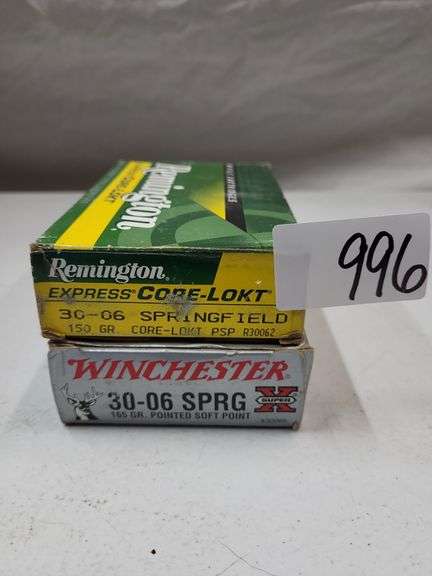 Remington
996
Remington
EXPRESS® CORE-LOKT®
30-06 SPRINGFIELD
150 GR. CORE-LOKT PSP R30062
WINCHESTER
30-06 SPRG
SUPER X
165 GR. POINTED SOFT POINT